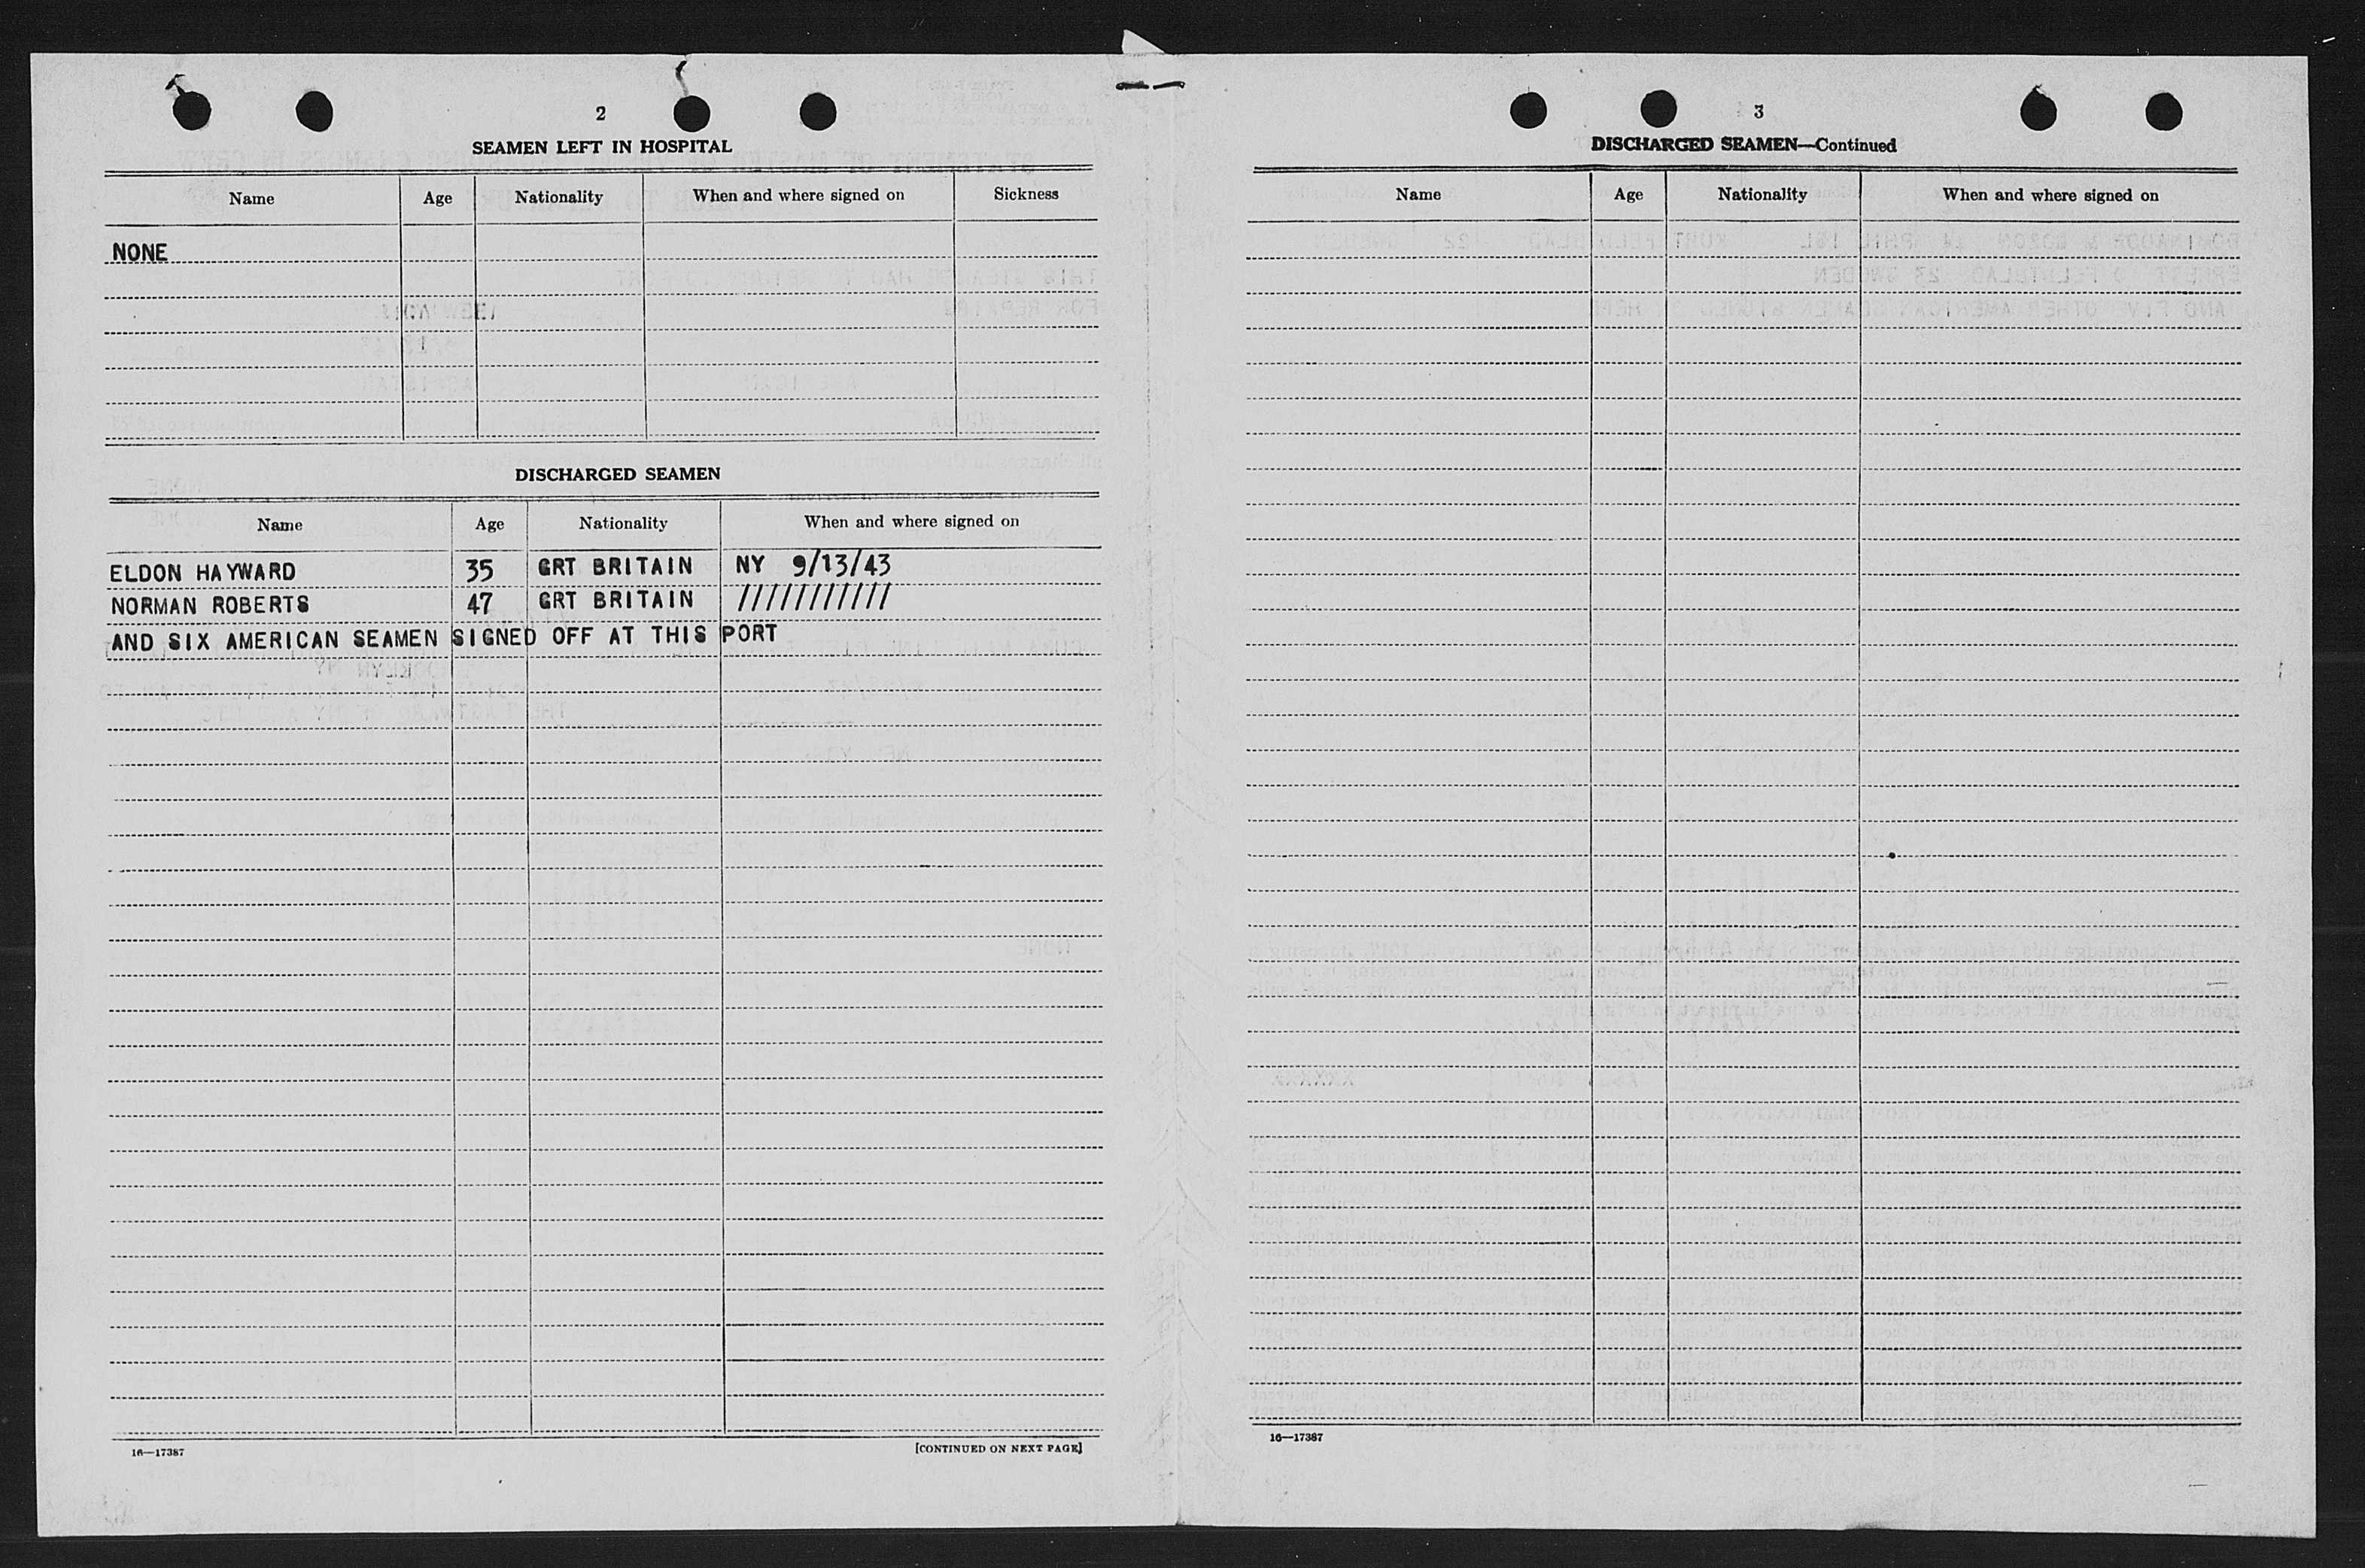 2
SEAMEN LEFT IN HOSPITAL
Name Age Nationality When and where signed on Sickness
NONE
DISCHARGED SEAMEN
Name Age Nationality When and where signed on
ELDON HAYWARD 35 GRT BRITAIN NY 9/13/43
NORMAN ROBERTS 47 GRT BRITAIN ///////////
AND SIX AMERICAN SEAMEN SIGNED OFF AT THIS PORT
16—17387 [CONTINUED ON NEXT PAGE]
3
DISCHARGED SEAMEN—Continued
Name Age Nationality When and where signed on
16—17387